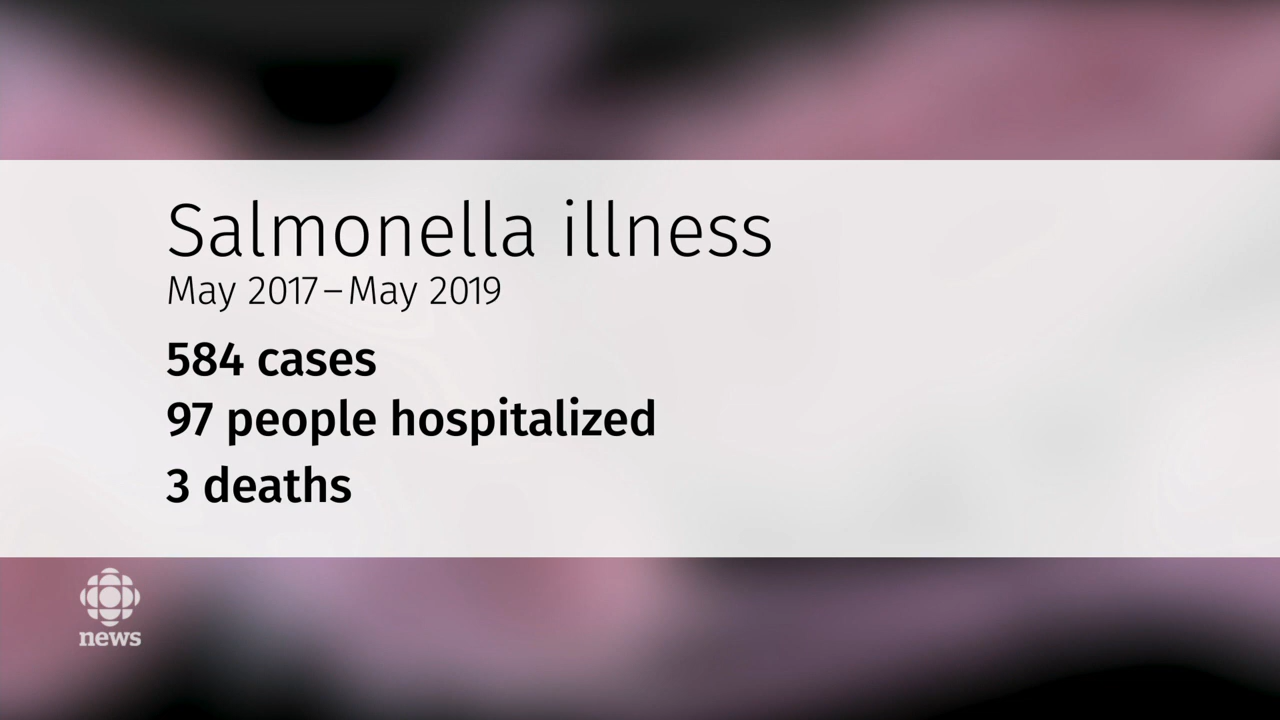 Salmonella illness
May 2017–May 2019
584 cases
97 people hospitalized
3 deaths
news